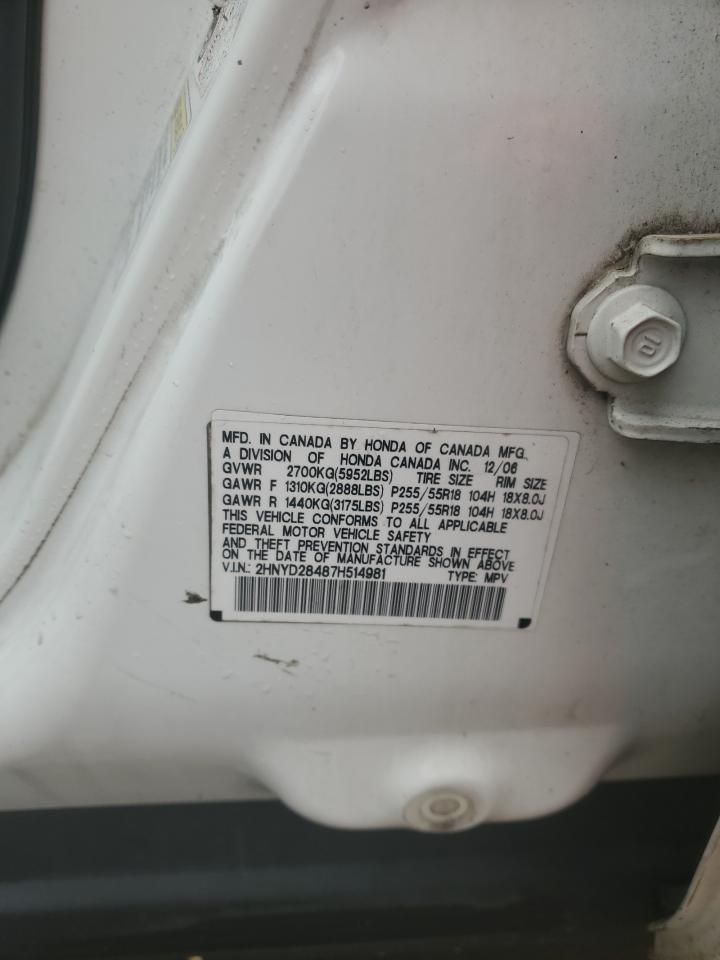 MFD. IN CANADA BY HONDA OF CANADA MFG.,
A DIVISION OF HONDA CANADA INC. 12/06
GVWR 2700KG(5952LBS) TIRE SIZE RIM SIZE
GAWR F 1310KG(2888LBS) P255/55R18 104H 18X8.0J
GAWR R 1440KG(3175LBS) P255/55R18 104H 18X8.0J
THIS VEHICLE CONFORMS TO ALL APPLICABLE
FEDERAL MOTOR VEHICLE SAFETY
AND THEFT PREVENTION STANDARDS IN EFFECT
ON THE DATE OF MANUFACTURE SHOWN ABOVE
V.I.N.: 2HNYD28487H514981 TYPE: MPV